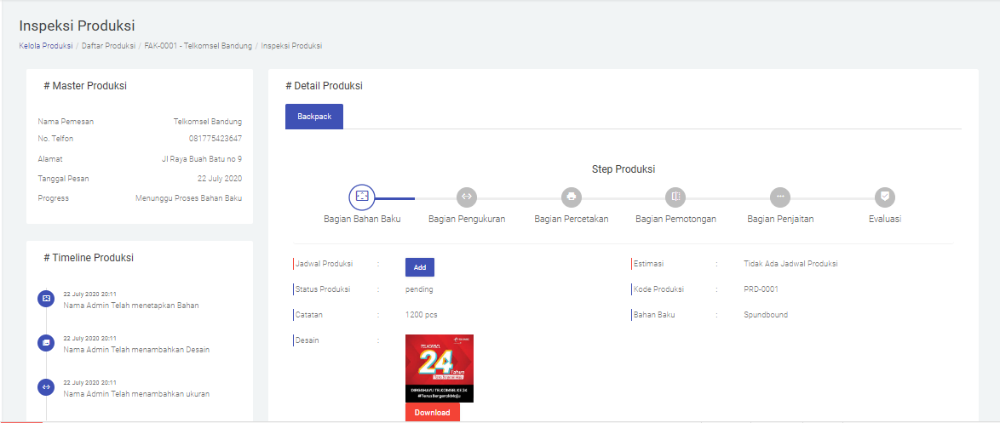 Inspeksi Produksi
Kelola Produksi / Daftar Produksi / FAK-0001 - Telkomsel Bandung / Inspeksi Produksi
# Master Produksi
Nama Pemesan Telkomsel Bandung
No. Telfon 081775423647
Alamat Jl Raya Buah Batu no 9
Tanggal Pesan 22 July 2020
Progress Menunggu Proses Bahan Baku
# Timeline Produksi
22 July 2020 20:11
Nama Admin Telah menetapkan Bahan
22 July 2020 20:11
Nama Admin Telah menambahkan Desain
22 July 2020 20:11
Nama Admin Telah menambahkan ukuran
# Detail Produksi
Backpack
Step Produksi
Bagian Bahan Baku Bagian Pengukuran Bagian Percetakan Bagian Pemotongan Bagian Penjaitan Evaluasi
Jadwal Produksi : Add
Estimasi : Tidak Ada Jadwal Produksi
Status Produksi : pending
Kode Produksi : PRD-0001
Catatan : 1200 pcs
Bahan Baku : Spundbound
Desain :
TELKOMSEL
24
Tahun
Terus Bergerak Maju
DIRGAHAYU TELKOMSEL KE 24
#TerusBergerakMaju
Download